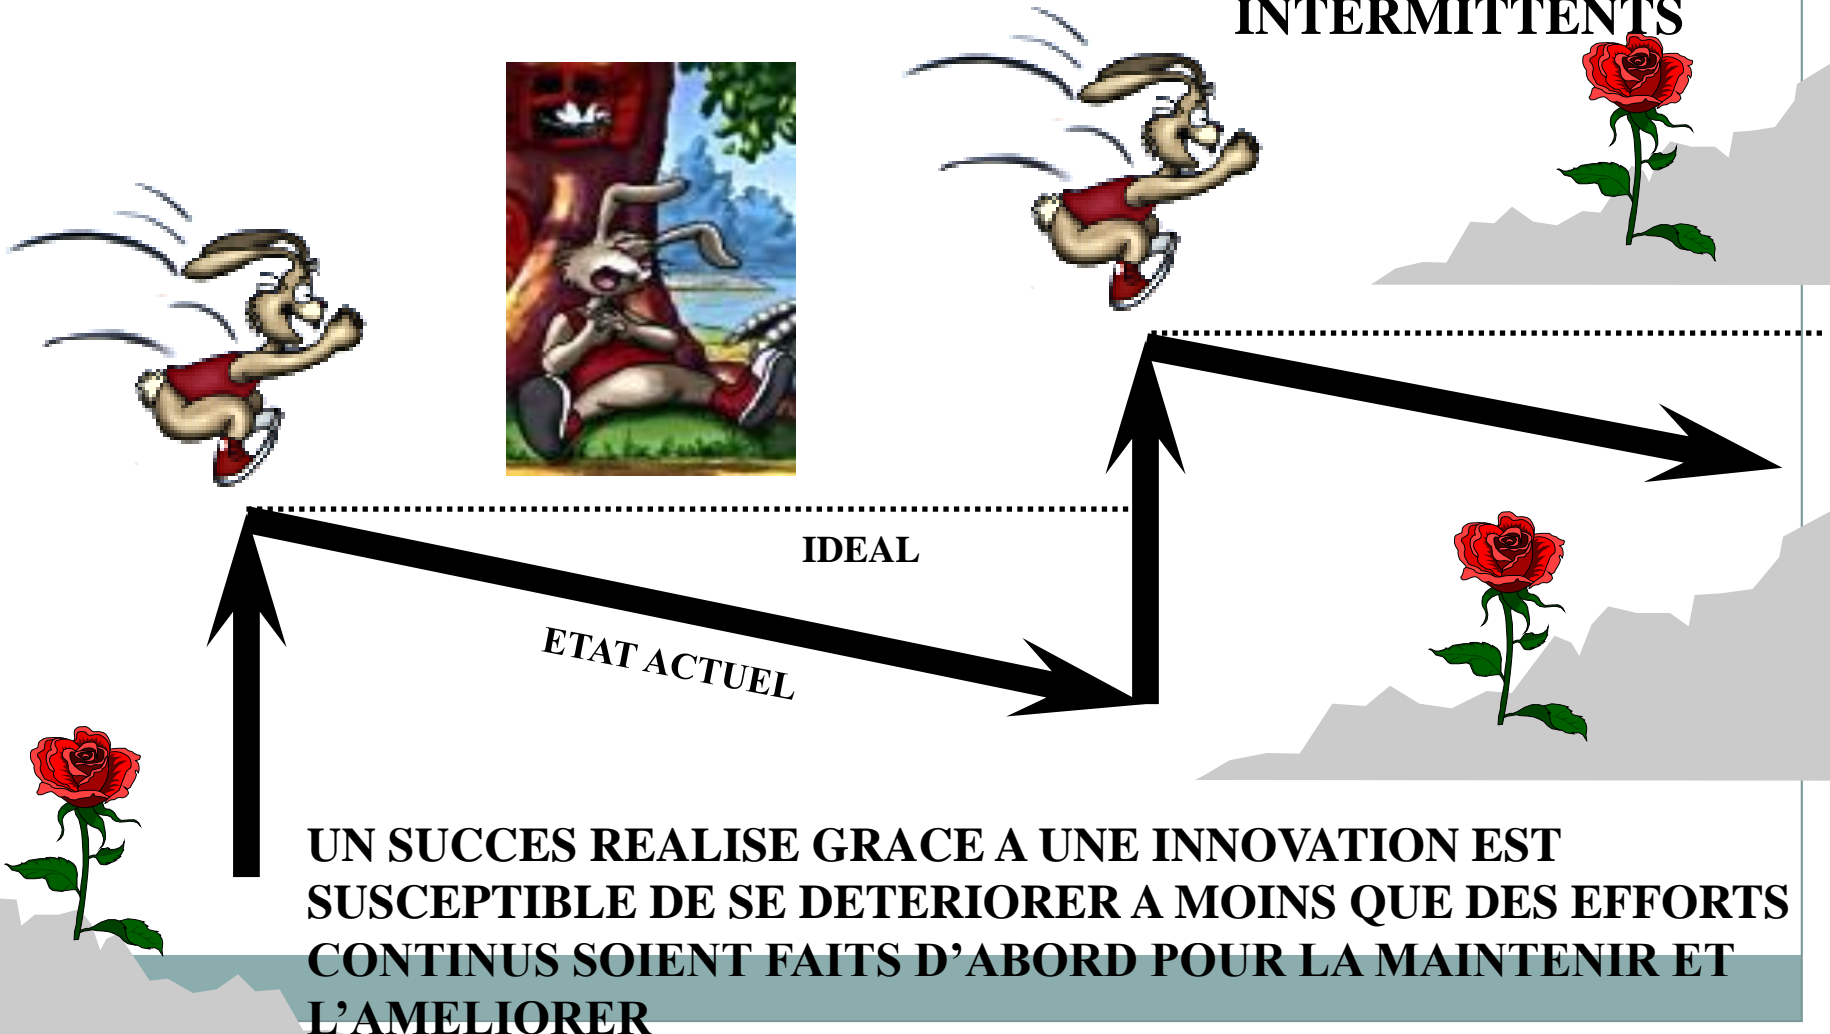 INTERMITTENTS
IDEAL
ETAT ACTUEL
UN SUCCES REALISE GRACE A UNE INNOVATION EST
SUSCEPTIBLE DE SE DETERIORER A MOINS QUE DES EFFORTS
CONTINUS SOIENT FAITS D’ABORD POUR LA MAINTENIR ET
L’AMELIORER